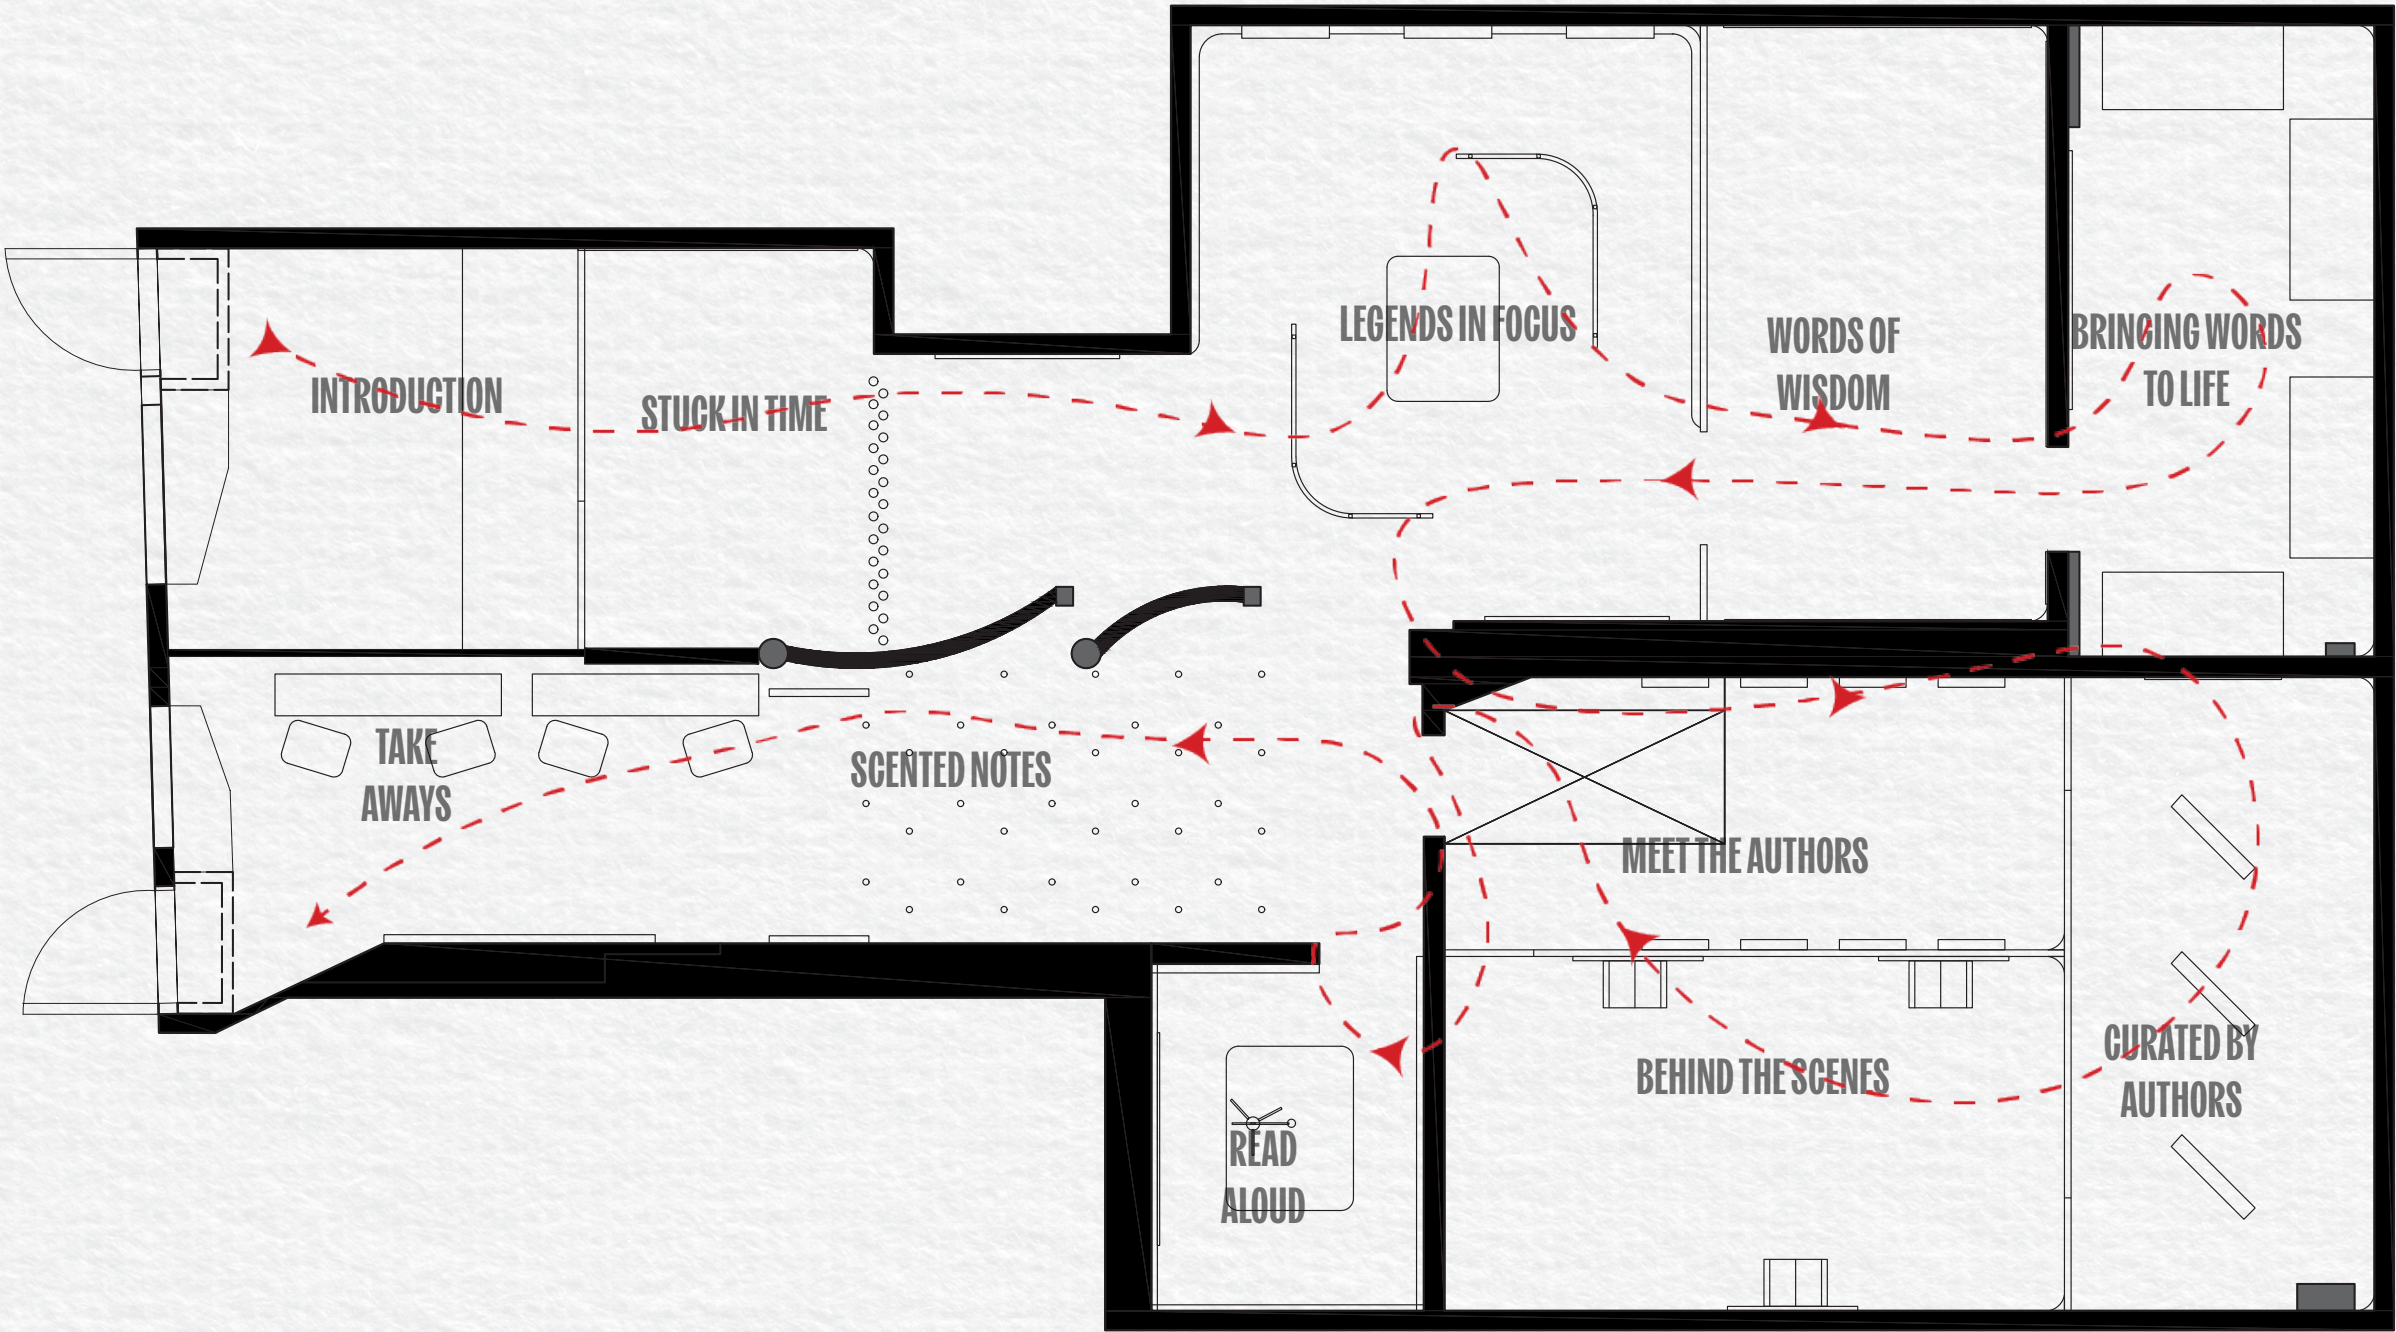 INTRODUCTION
STUCK IN TIME
LEGENDS IN FOCUS
WORDS OF
WISDOM
BRINGING WORDS
TO LIFE
TAKE
AWAYS
SCENTED NOTES
MEET THE AUTHORS
BEHIND THE SCENES
CURATED BY
AUTHORS
READ
ALOUD